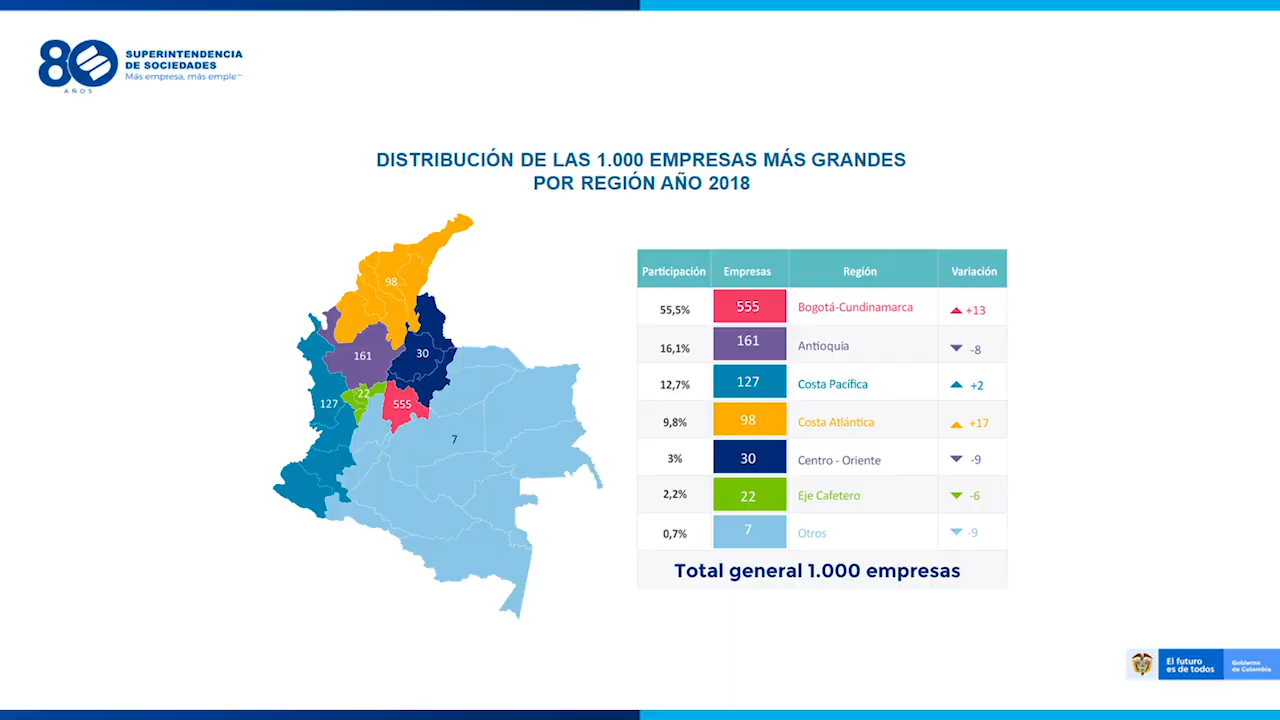 80
AÑOS
SUPERINTENDENCIA
DE SOCIEDADES
Más empresa, más emple
DISTRIBUCIÓN DE LAS 1.000 EMPRESAS MÁS GRANDES
POR REGIÓN AÑO 2018
98
161
30
22
127
555
7
Participación Empresas Región Variación
55,5% 555 Bogotá-Cundinamarca +13
16,1% 161 Antioquia -8
12,7% 127 Costa Pacífica +2
9,8% 98 Costa Atlántica +17
3% 30 Centro - Oriente -9
2,2% 22 Eje Cafetero -6
0,7% 7 Otros -9
Total general 1.000 empresas
El futuro
es de todos
Gobierno
de Colombia